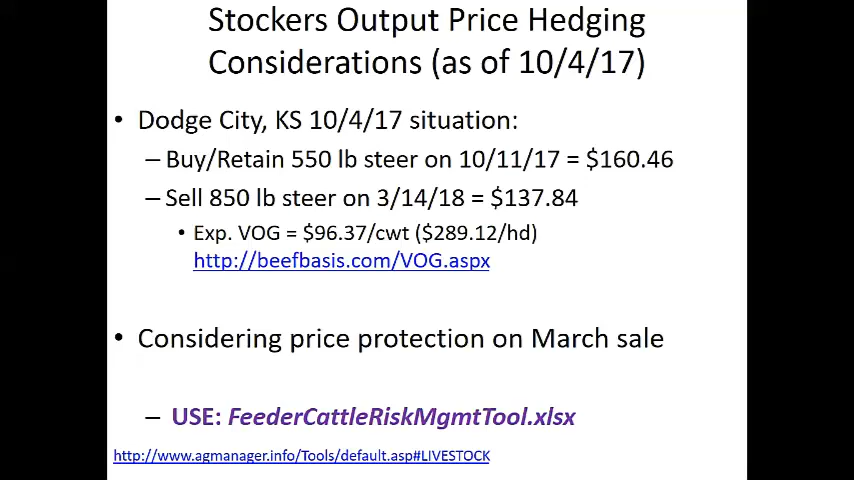 Stockers Output Price Hedging
Considerations (as of 10/4/17)
• Dodge City, KS 10/4/17 situation:
– Buy/Retain 550 lb steer on 10/11/17 = $160.46
– Sell 850 lb steer on 3/14/18 = $137.84
• Exp. VOG = $96.37/cwt ($289.12/hd)
http://beefbasis.com/VOG.aspx
• Considering price protection on March sale
– USE: FeederCattleRiskMgmtTool.xlsx
http://www.agmanager.info/Tools/default.asp#LIVESTOCK